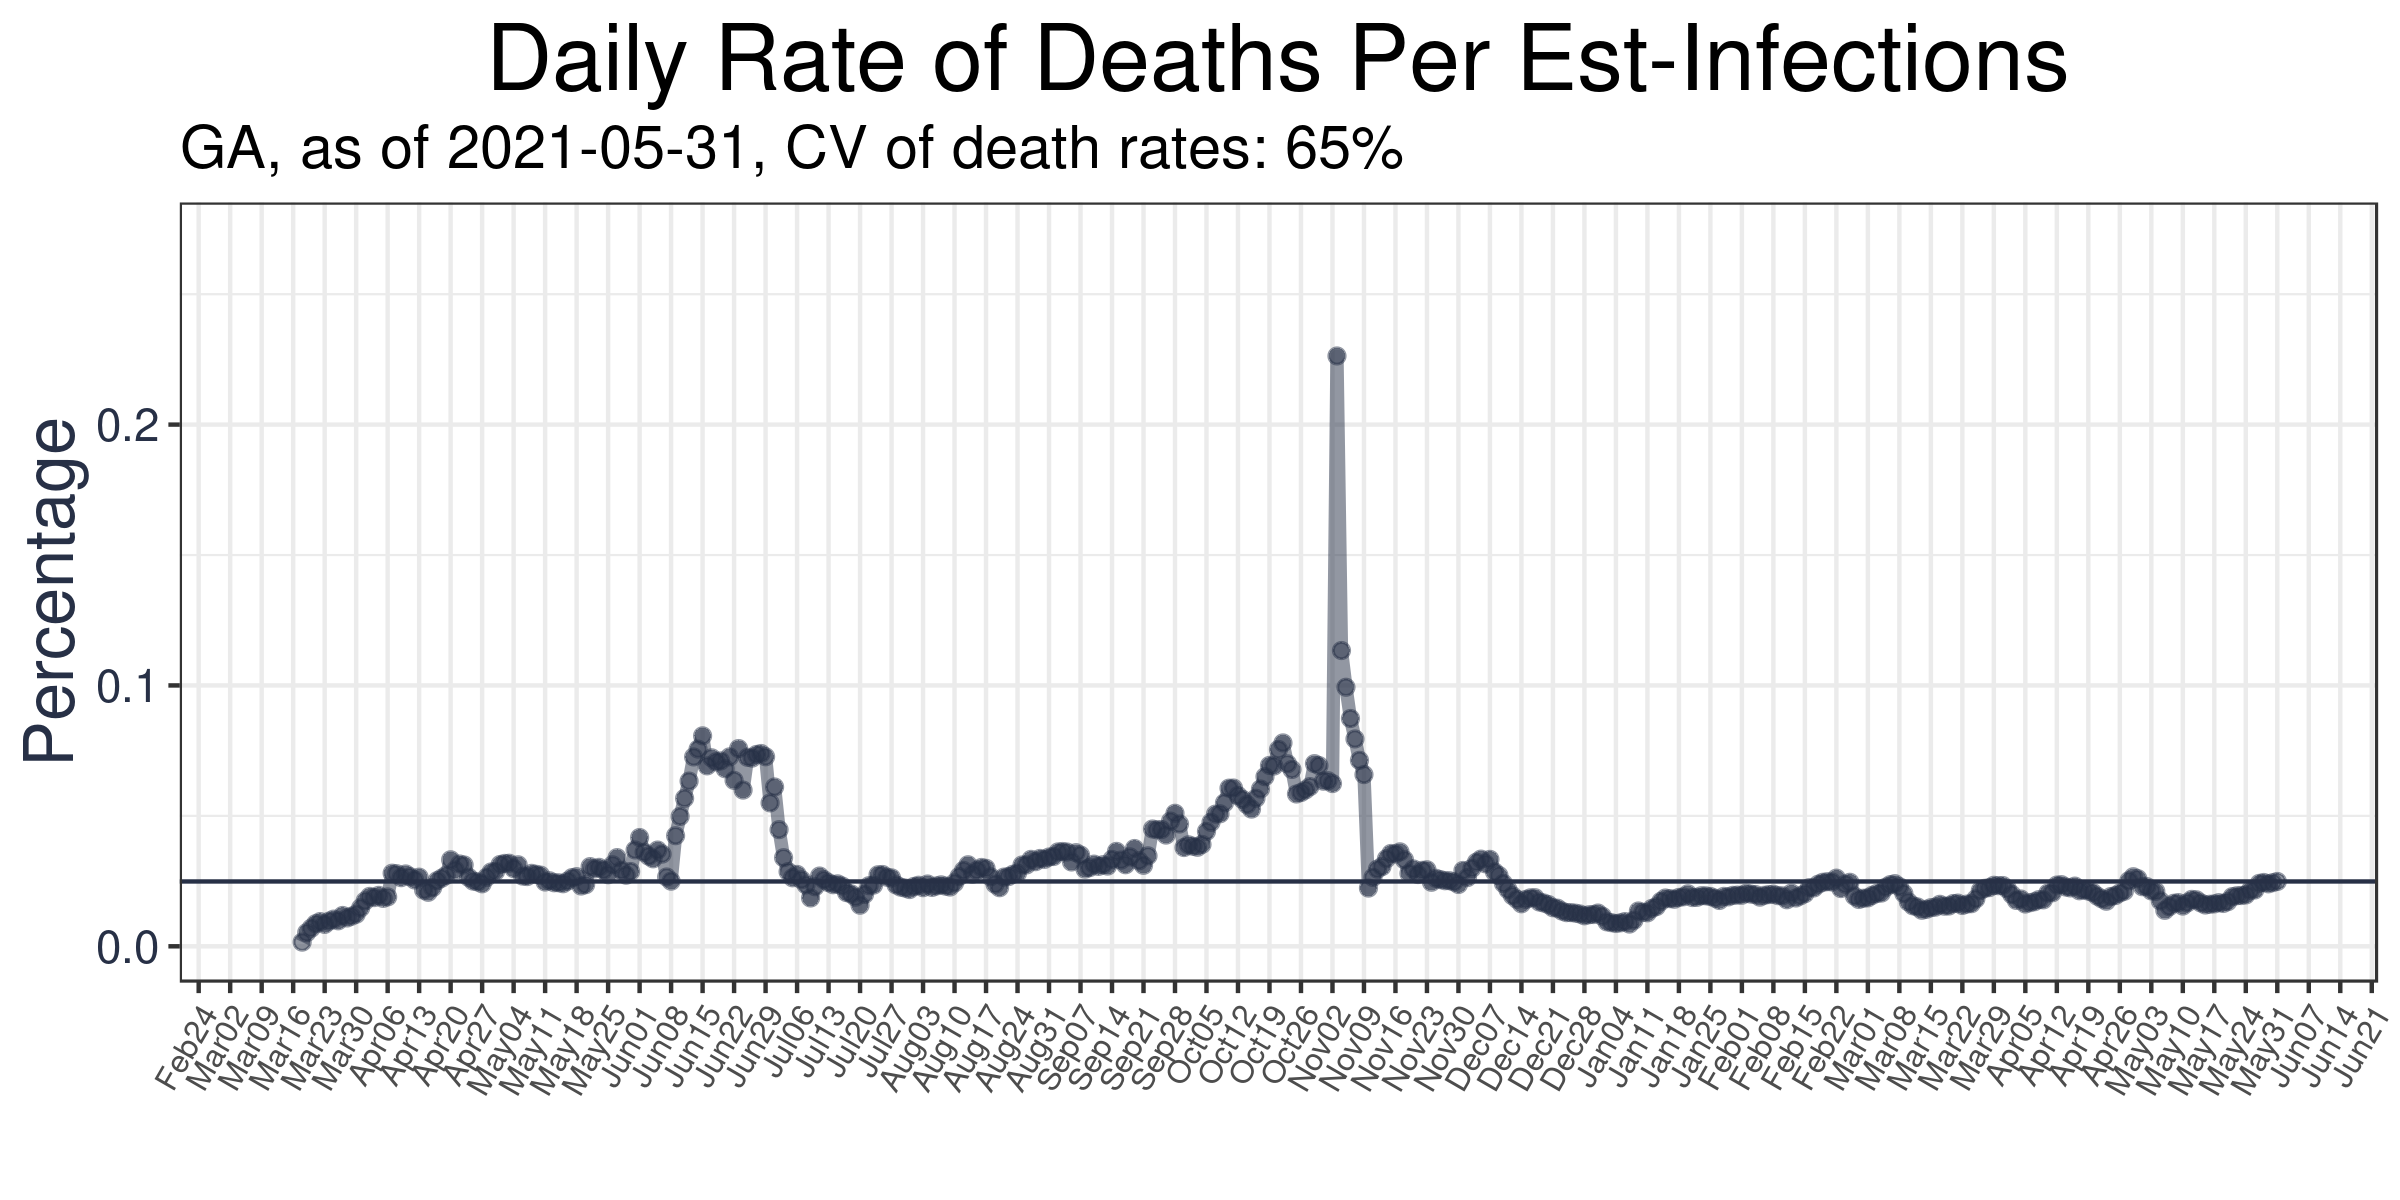 Daily Rate of Deaths Per Est-Infections
GA, as of 2021-05-31, CV of death rates: 65%
Percentage
0.2
0.1
0.0
Feb24
Mar02
Mar09
Mar16
Mar23
Mar30
Apr06
Apr13
Apr20
Apr27
May04
May11
May18
May25
Jun01
Jun08
Jun15
Jun22
Jun29
Jul06
Jul13
Jul20
Jul27
Aug03
Aug10
Aug17
Aug24
Aug31
Sep07
Sep14
Sep21
Sep28
Oct05
Oct12
Oct19
Oct26
Nov02
Nov09
Nov16
Nov23
Nov30
Dec07
Dec14
Dec21
Dec28
Jan04
Jan11
Jan18
Jan25
Feb01
Feb08
Feb15
Feb22
Mar01
Mar08
Mar15
Mar22
Mar29
Apr05
Apr12
Apr19
Apr26
May03
May10
May17
May24
May31
Jun07
Jun14
Jun21